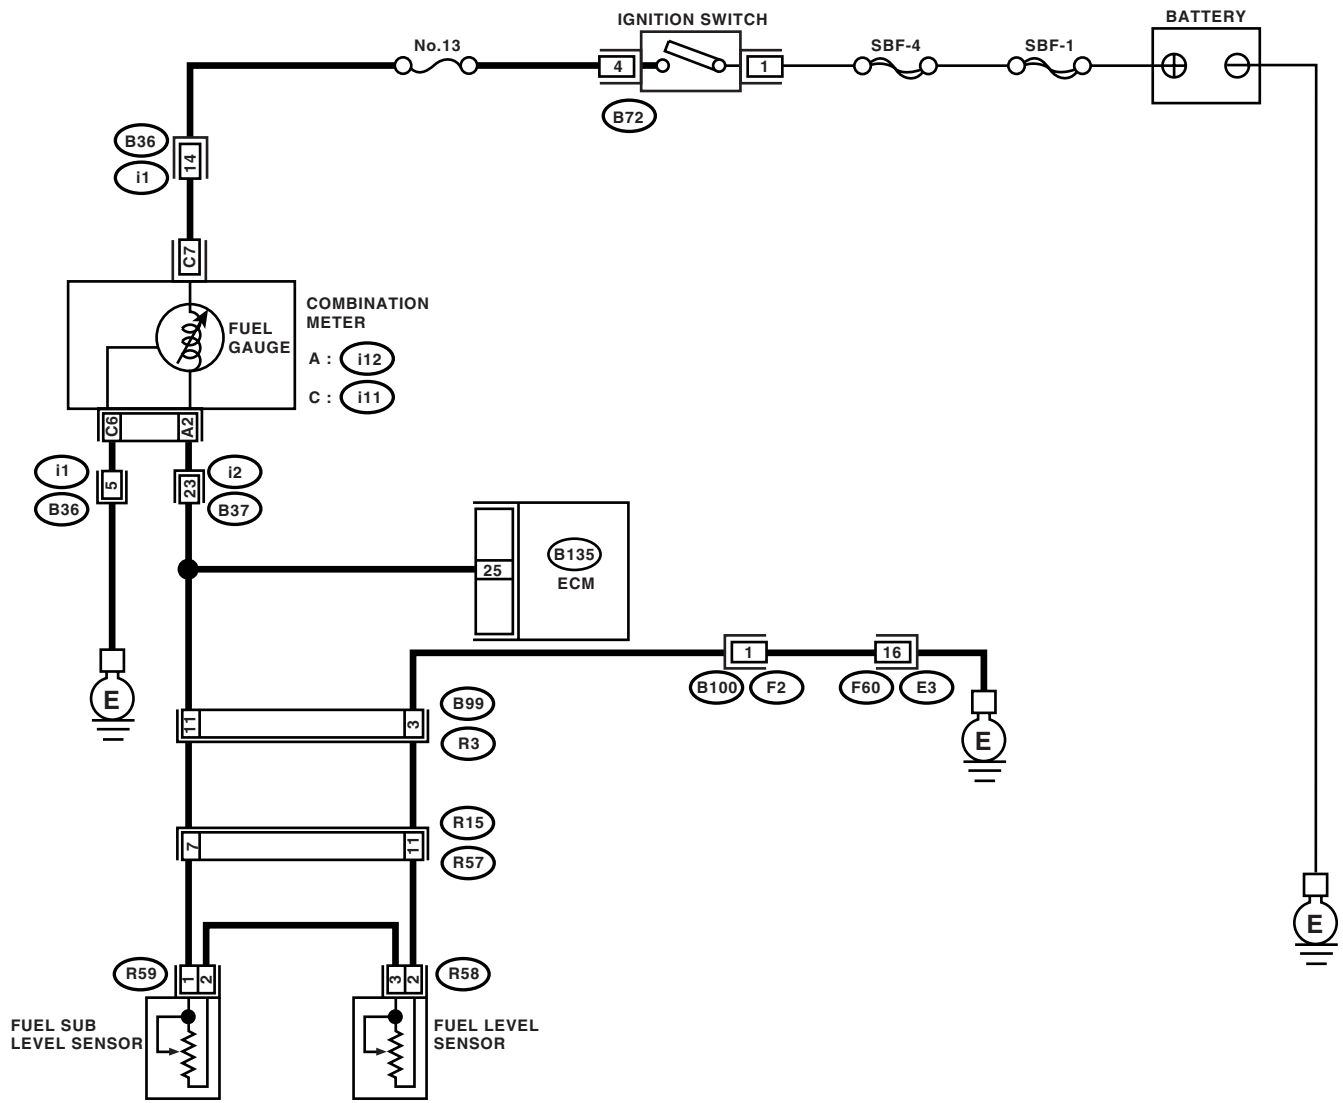 IGNITION SWITCH
BATTERY
No.13
4
1
SBF-4
SBF-1
B72
B36
14
i1
C7
COMBINATION
METER
FUEL
GAUGE
A : i12
C : i11
C6
A2
i1
5
B36
i2
23
B37
25
B135
ECM
1
16
B100
F2
F60
E3
E
E
E
11
3
B99
R3
7
11
R15
R57
R59
1
2
3
2
R58
FUEL SUB
LEVEL SENSOR
FUEL LEVEL
SENSOR